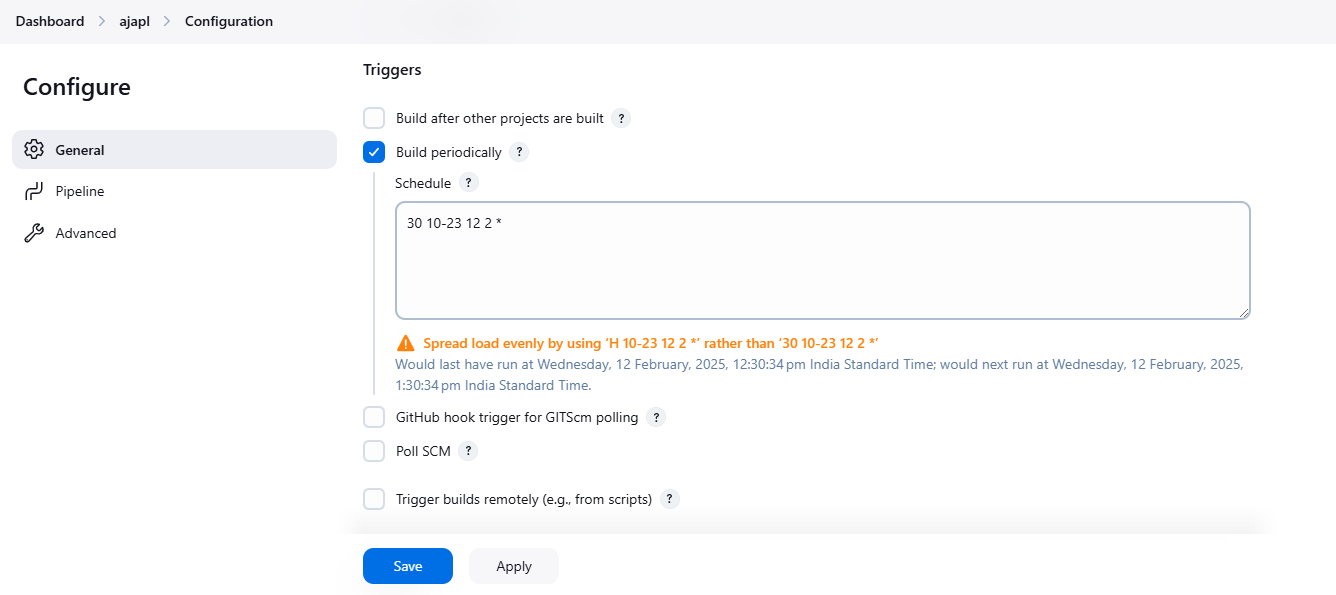 Dashboard > ajapl > Configuration
Configure
General
Pipeline
Advanced
Triggers
Build after other projects are built ?
Build periodically ?
Schedule ?
30 10-23 12 2 *
Spread load evenly by using ‘H 10-23 12 2 *’ rather than ‘30 10-23 12 2 *’
Would last have run at Wednesday, 12 February, 2025, 12:30:34 pm India Standard Time; would next run at Wednesday, 12 February, 2025,
1:30:34 pm India Standard Time.
GitHub hook trigger for GITScm polling ?
Poll SCM ?
Trigger builds remotely (e.g., from scripts) ?
Save Apply